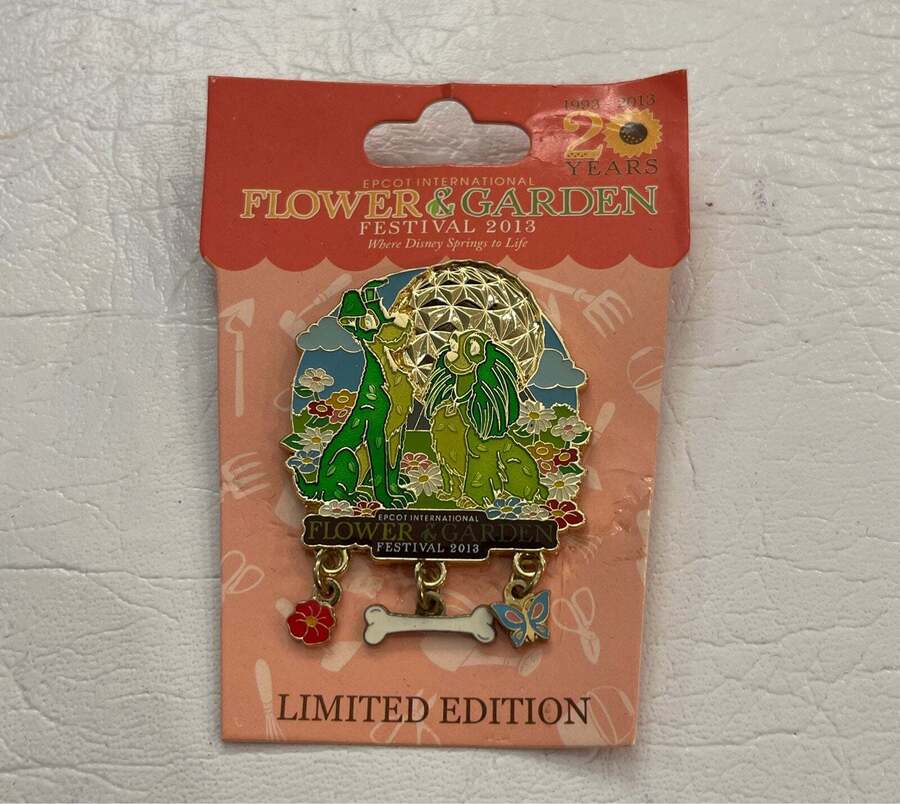 1993 - 2013
20
YEARS
EPCOT INTERNATIONAL
FLOWER & GARDEN
FESTIVAL 2013
Where Disney Springs to Life
EPCOT INTERNATIONAL
FLOWER & GARDEN
FESTIVAL 2013
LIMITED EDITION